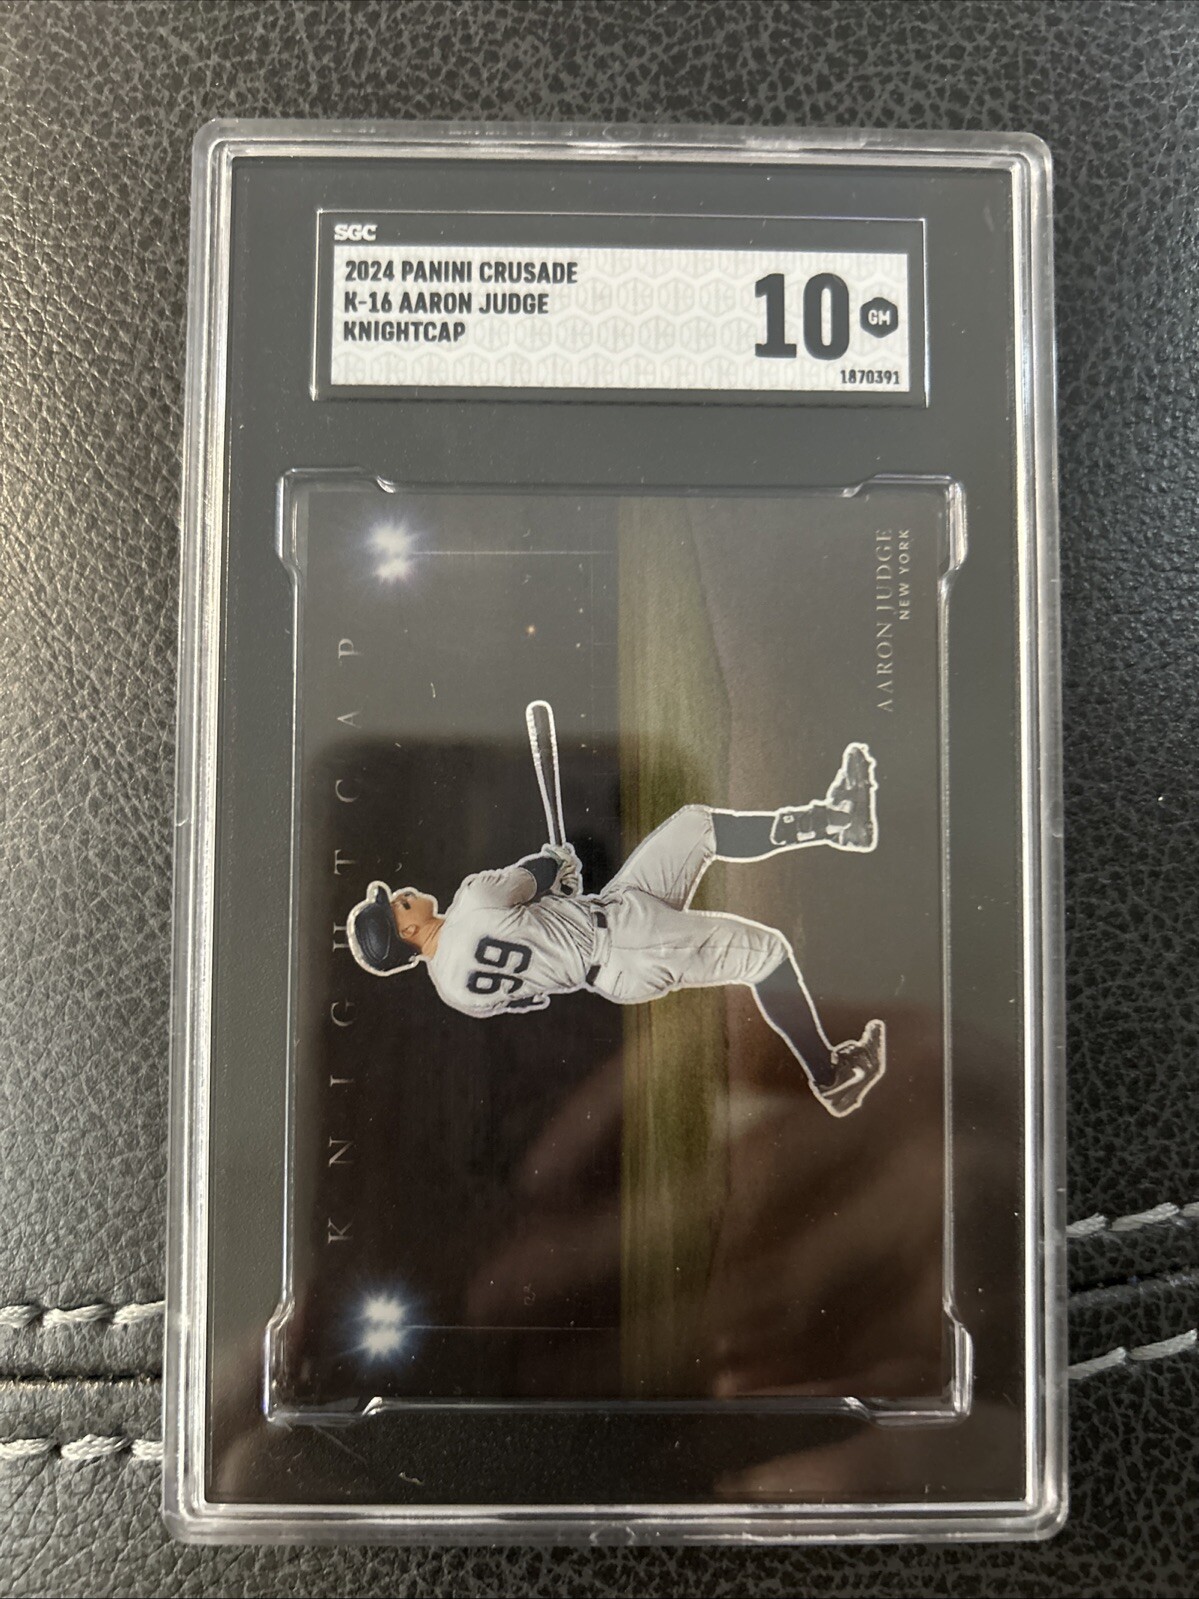 SGC
2024 PANINI CRUSADE
K-16 AARON JUDGE
KNIGHTCAP
10 GM
1870391
KNIGHTCAP
99
AARON JUDGE
NEW YORK